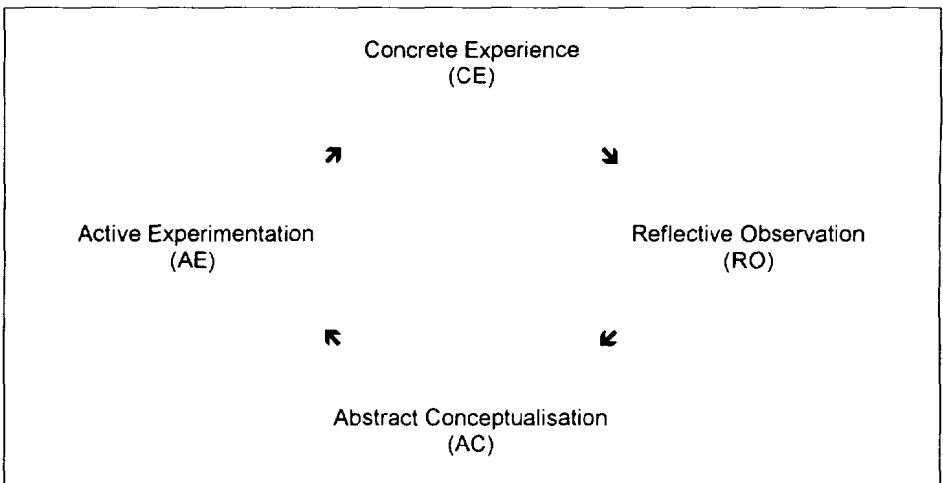 Concrete Experience
(CE)
Active Experimentation
(AE)
Reflective Observation
(RO)
Abstract Conceptualisation
(AC)